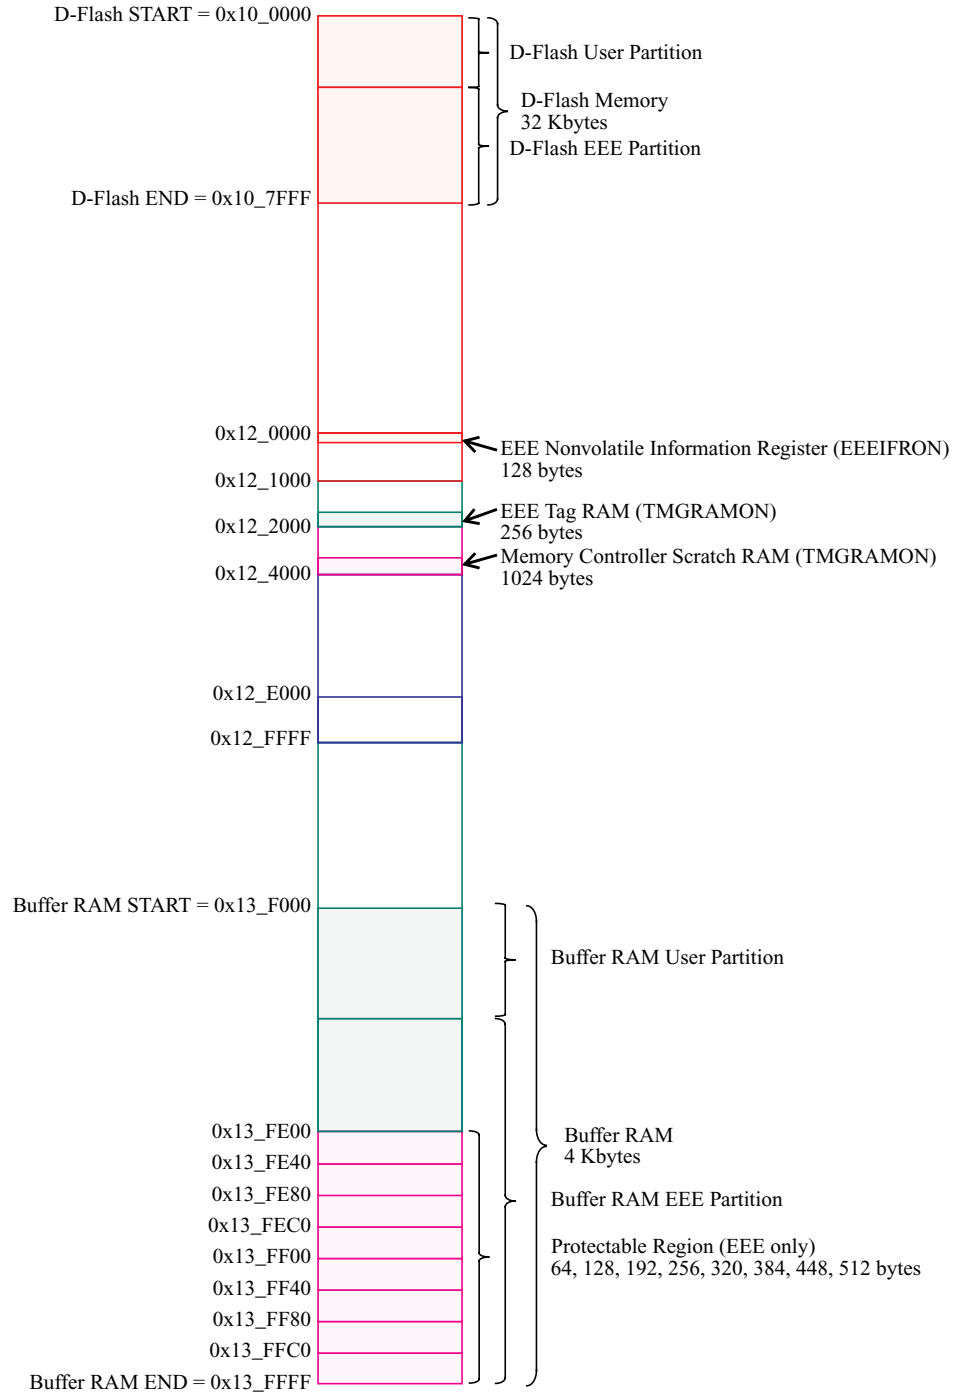 D-Flash START = 0x10_0000
D-Flash User Partition
D-Flash Memory
32 Kbytes
D-Flash EEE Partition
D-Flash END = 0x10_7FFF
0x12_0000
EEE Nonvolatile Information Register (EEEIFRON)
128 bytes
0x12_1000
EEE Tag RAM (TMGRAMON)
256 bytes
0x12_2000
Memory Controller Scratch RAM (TMGRAMON)
1024 bytes
0x12_4000
0x12_E000
0x12_FFFF
Buffer RAM START = 0x13_F000
Buffer RAM User Partition
0x13_FE00
Buffer RAM
4 Kbytes
0x13_FE40
0x13_FE80
Buffer RAM EEE Partition
0x13_FEC0
0x13_FF00
Protectable Region (EEE only)
64, 128, 192, 256, 320, 384, 448, 512 bytes
0x13_FF40
0x13_FF80
0x13_FFC0
Buffer RAM END = 0x13_FFFF